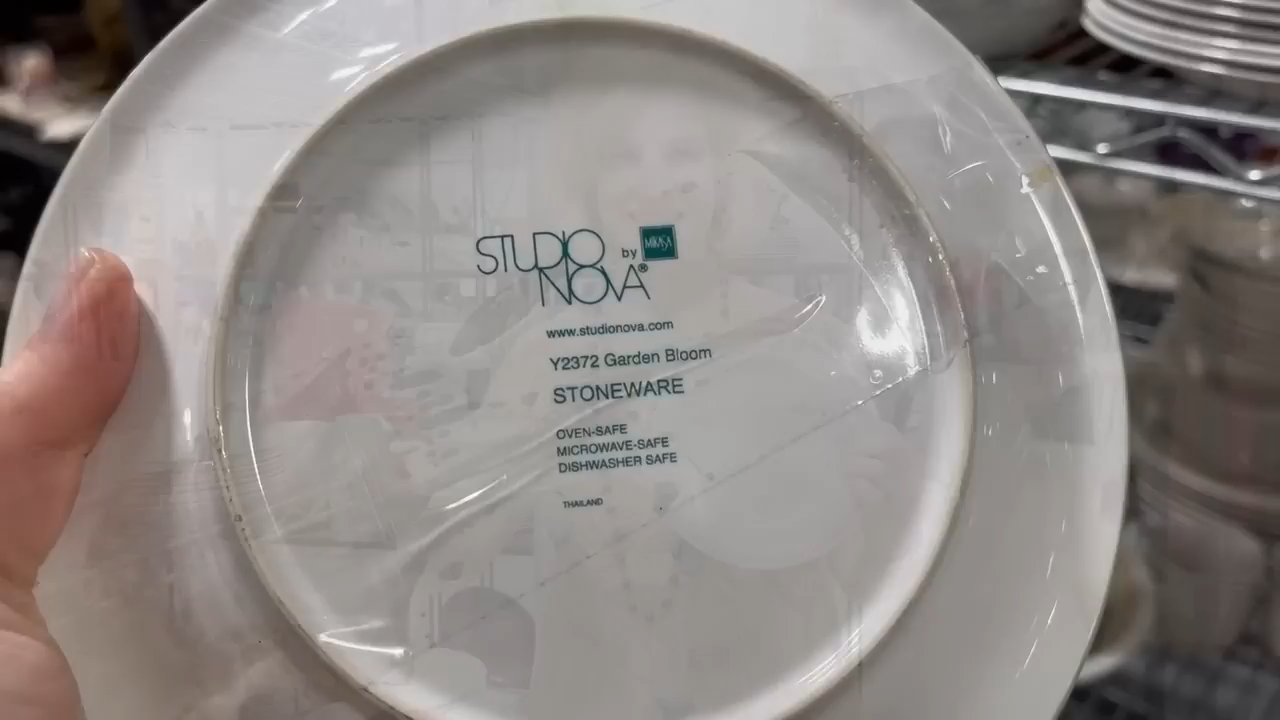 STUDIO by MIKASA
NOVA®
www.studionova.com
Y2372 Garden Bloom
STONEWARE
OVEN-SAFE
MICROWAVE-SAFE
DISHWASHER SAFE
THAILAND